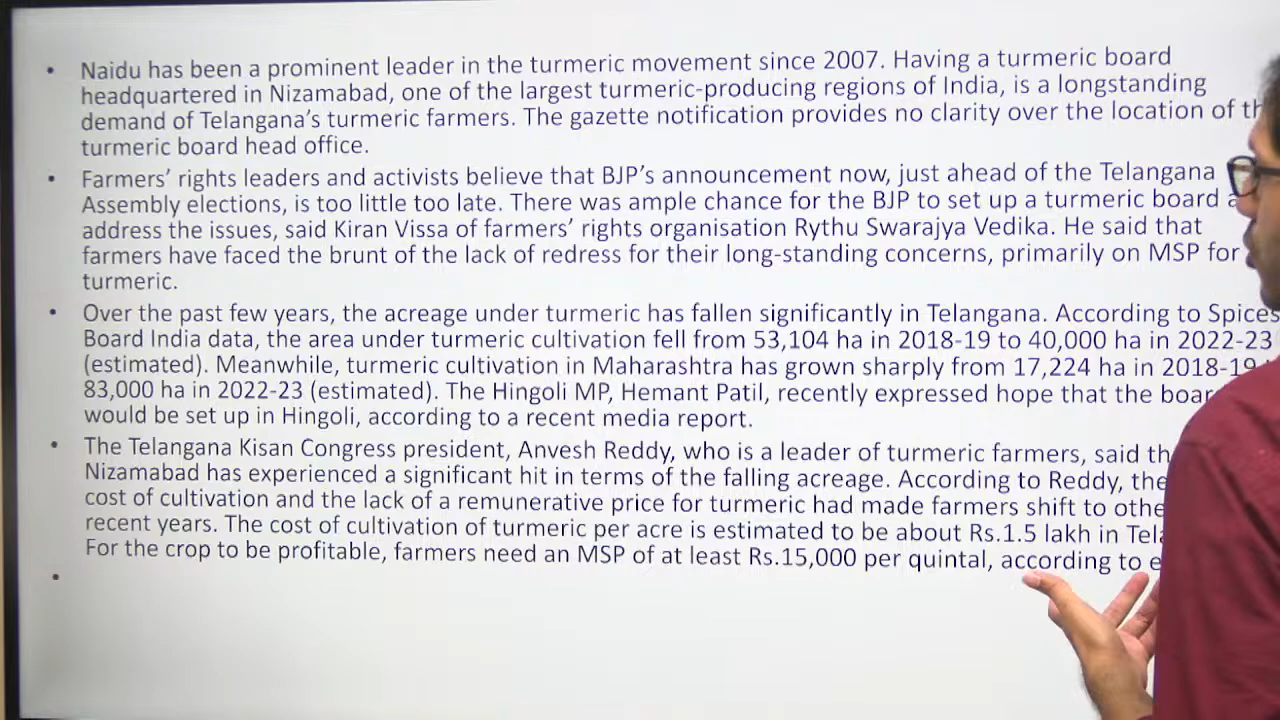 • Naidu has been a prominent leader in the turmeric movement since 2007. Having a turmeric board
headquartered in Nizamabad, one of the largest turmeric-producing regions of India, is a longstanding
demand of Telangana's turmeric farmers. The gazette notification provides no clarity over the location of
turmeric board head office.
• Farmers' rights leaders and activists believe that BJP's announcement now, just ahead of the Telangana
Assembly elections, is too little too late. There was ample chance for the BJP to set up a turmeric board
address the issues, said Kiran Vissa of farmers' rights organisation Rythu Swarajya Vedika. He said that
farmers have faced the brunt of the lack of redress for their long-standing concerns, primarily on MSP for
turmeric.
• Over the past few years, the acreage under turmeric has fallen significantly in Telangana. According to Spices
Board India data, the area under turmeric cultivation fell from 53,104 ha in 2018-19 to 40,000 ha in 2022-23
(estimated). Meanwhile, turmeric cultivation in Maharashtra has grown sharply from 17,224 ha in 2018-19
83,000 ha in 2022-23 (estimated). The Hingoli MP, Hemant Patil, recently expressed hope that the
would be set up in Hingoli, according to a recent media report.
• The Telangana Kisan Congress president, Anvesh Reddy, who is a leader of turmeric farmers, said
Nizamabad has experienced a significant hit in terms of the falling acreage. According to Reddy, the
cost of cultivation and the lack of a remunerative price for turmeric had made farmers shift to
recent years. The cost of cultivation of turmeric per acre is estimated to be about Rs.1.5 lakh in
For the crop to be profitable, farmers need an MSP of at least Rs.15,000 per quintal, according to
•